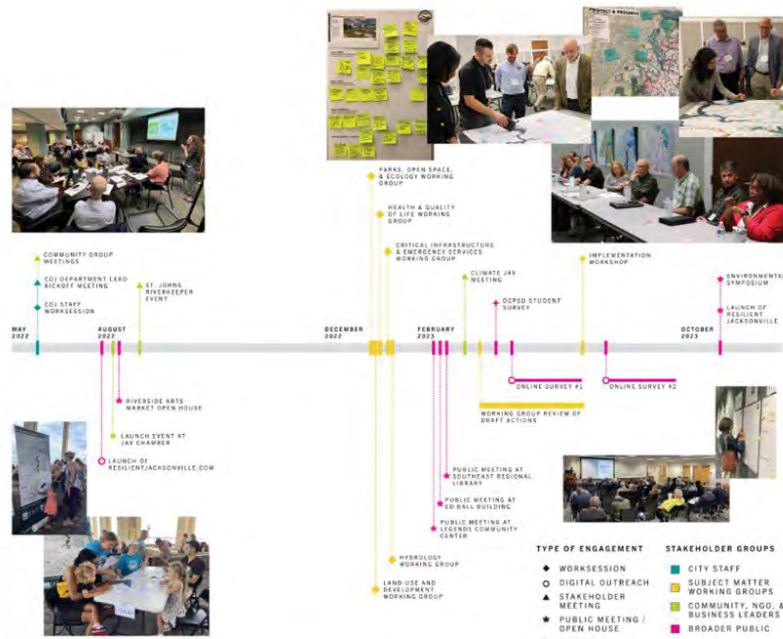 PROTECT & PRESERVE
PARKS, OPEN SPACE,
& ECOLOGY WORKING
GROUP
HEALTH & QUALITY
OF LIFE WORKING
GROUP
CRITICAL INFRASTRUCTURE
& EMERGENCY SERVICES
WORKING GROUP
COMMUNITY GROUP
MEETINGS
COJ DEPARTMENT LEAD
KICKOFF MEETING
COJ STAFF
WORKSESSION
ST. JOHNS
RIVERKEEPER
EVENT
CLIMATE JAX
MEETING
DCPSD STUDENT
SURVEY
IMPLEMENTATION
WORKSHOP
ENVIRONMENTAL
SYMPOSIUM
LAUNCH OF
RESILIENT
JACKSONVILLE
MAY
2022
AUGUST
2022
DECEMBER
2022
FEBRUARY
2023
OCTOBER
2023
ONLINE SURVEY #1
ONLINE SURVEY #2
RIVERSIDE ARTS
MARKET OPEN HOUSE
WORKING GROUP REVIEW OF
DRAFT ACTIONS
LAUNCH EVENT AT
JAX CHAMBER
LAUNCH OF
RESILIENTJACKSONVILLE.COM
PUBLIC MEETING AT
SOUTHEAST REGIONAL
LIBRARY
PUBLIC MEETING AT
ED BALL BUILDING
PUBLIC MEETING AT
LEGENDS COMMUNITY
CENTER
HYDROLOGY
WORKING GROUP
LAND-USE AND
DEVELOPMENT
WORKING GROUP
TYPE OF ENGAGEMENT
WORKSESSION
DIGITAL OUTREACH
STAKEHOLDER
MEETING
PUBLIC MEETING /
OPEN HOUSE
STAKEHOLDER GROUPS
CITY STAFF
SUBJECT MATTER
WORKING GROUPS
COMMUNITY, NGO, &
BUSINESS LEADERS
BROADER PUBLIC